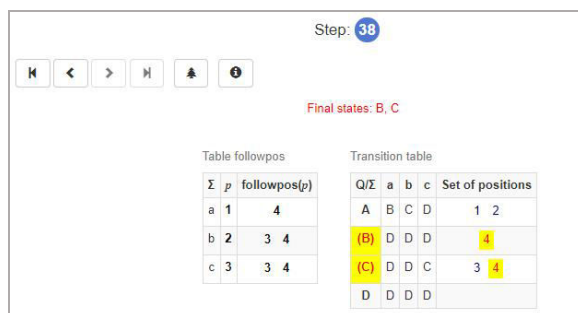 Step: 38
Final states: B, C
Table followpos
Σ p followpos(p)
a 1 4
b 2 3 4
c 3 3 4
Transition table
Q/Σ a b c Set of positions
A B C D 1 2
(B) D D D 4
(C) D D C 3 4
D D D D